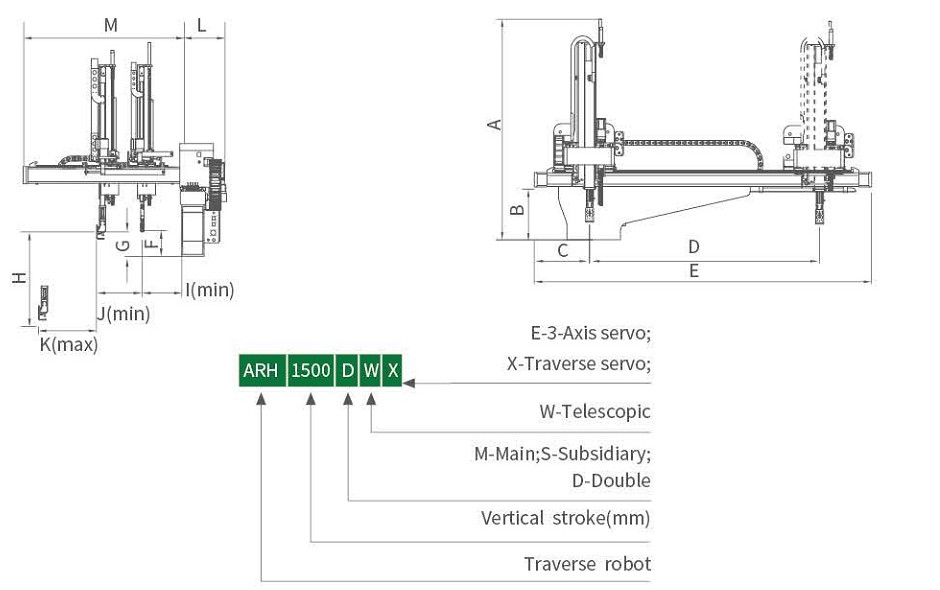 M
L
A
B
C
D
E
G
F
H
I(min)
J(min)
K(max)
E-3-Axis servo;
X-Traverse servo;
ARH 1500 D W X
W-Telescopic
M-Main;S-Subsidiary;
D-Double
Vertical stroke(mm)
Traverse robot